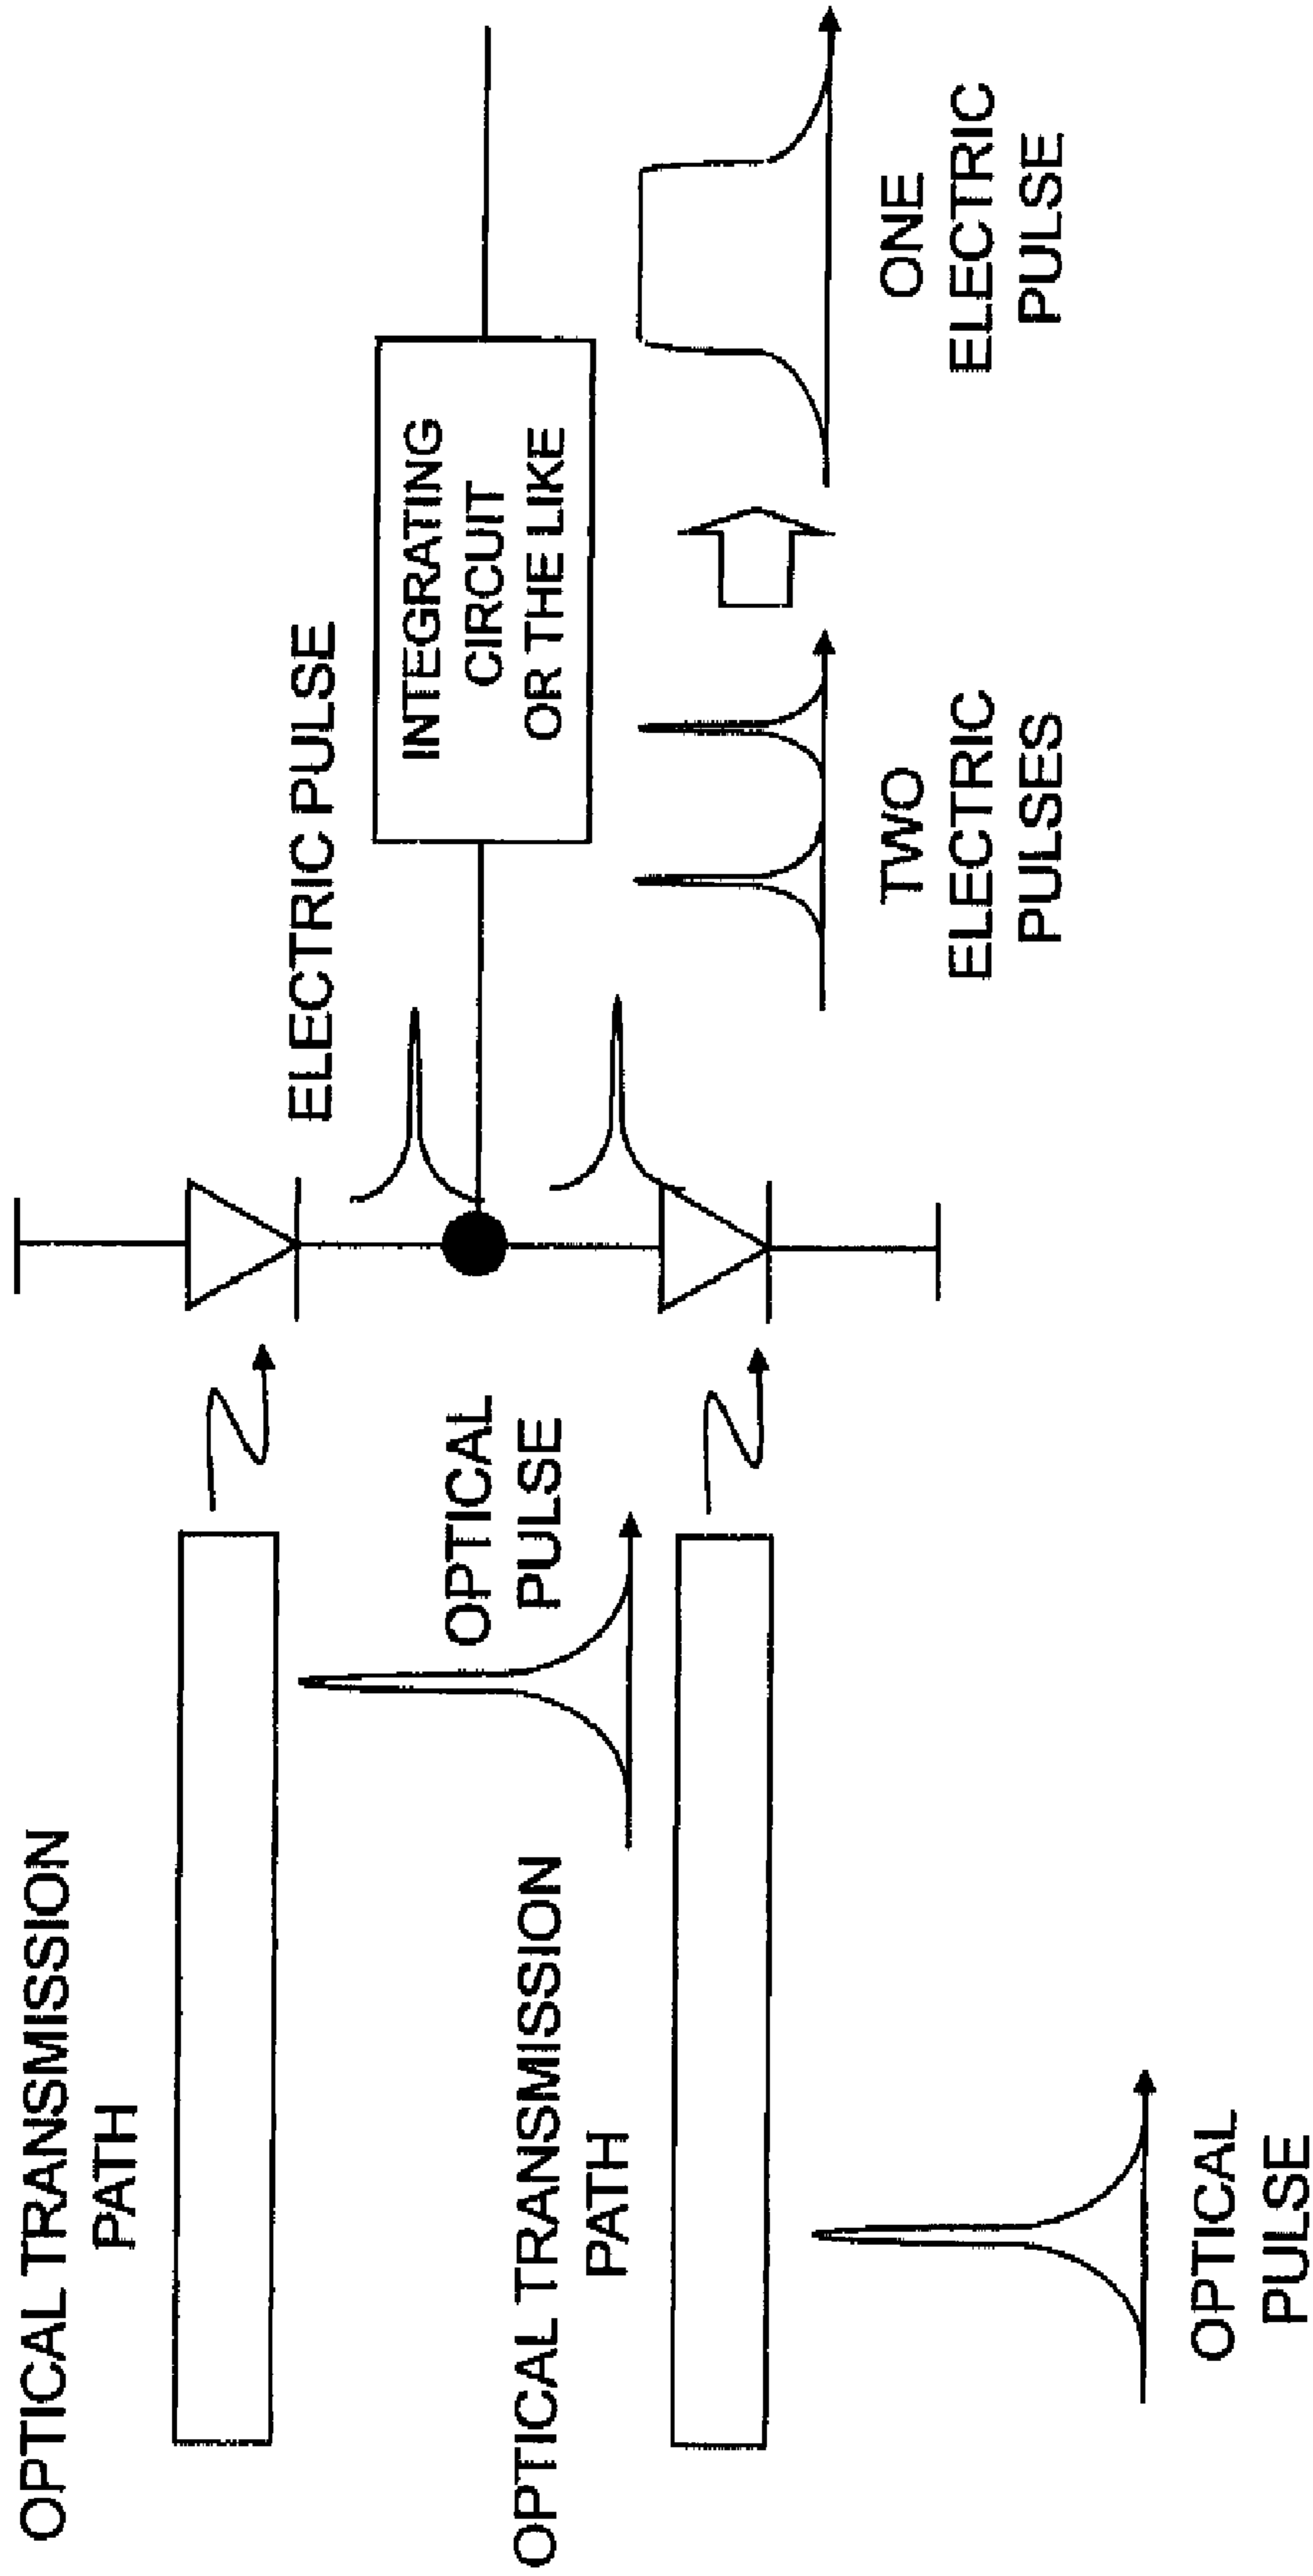 OPTICAL TRANSMISSION
PATH
OPTICAL
PULSE
OPTICAL TRANSMISSION
PATH
OPTICAL
PULSE
ELECTRIC PULSE
INTEGRATING
CIRCUIT
OR THE LIKE
TWO
ELECTRIC
PULSES
ONE
ELECTRIC
PULSE